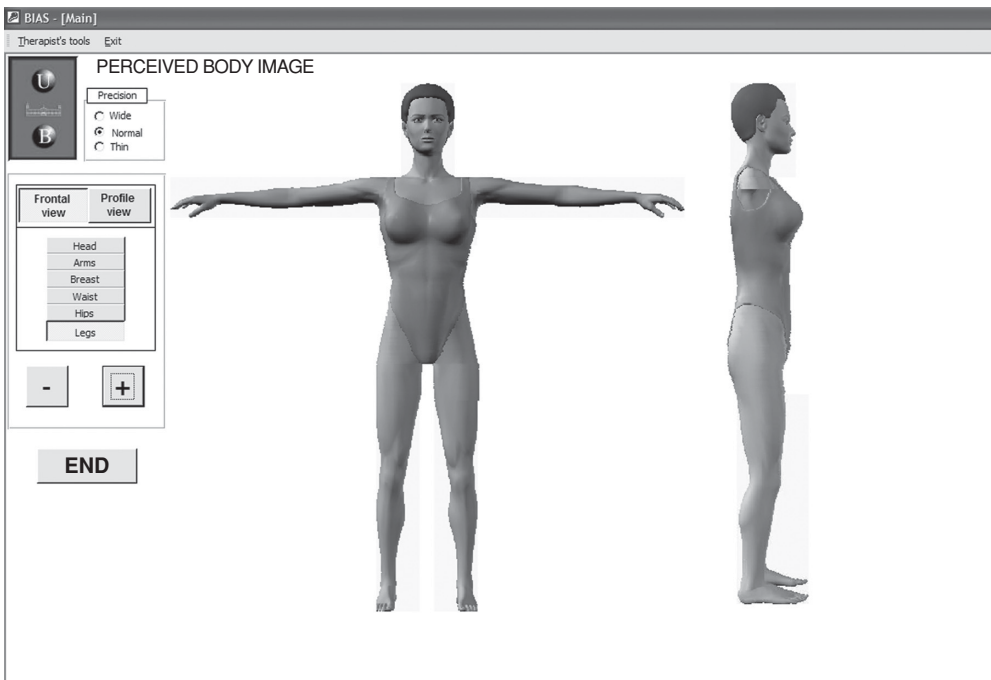 BIAS - [Main]
Therapist's tools Exit
PERCEIVED BODY IMAGE
U
B
Precision
Wide
Normal
Thin
Frontal view
Profile view
Head
Arms
Breast
Waist
Hips
Legs
-
+
END